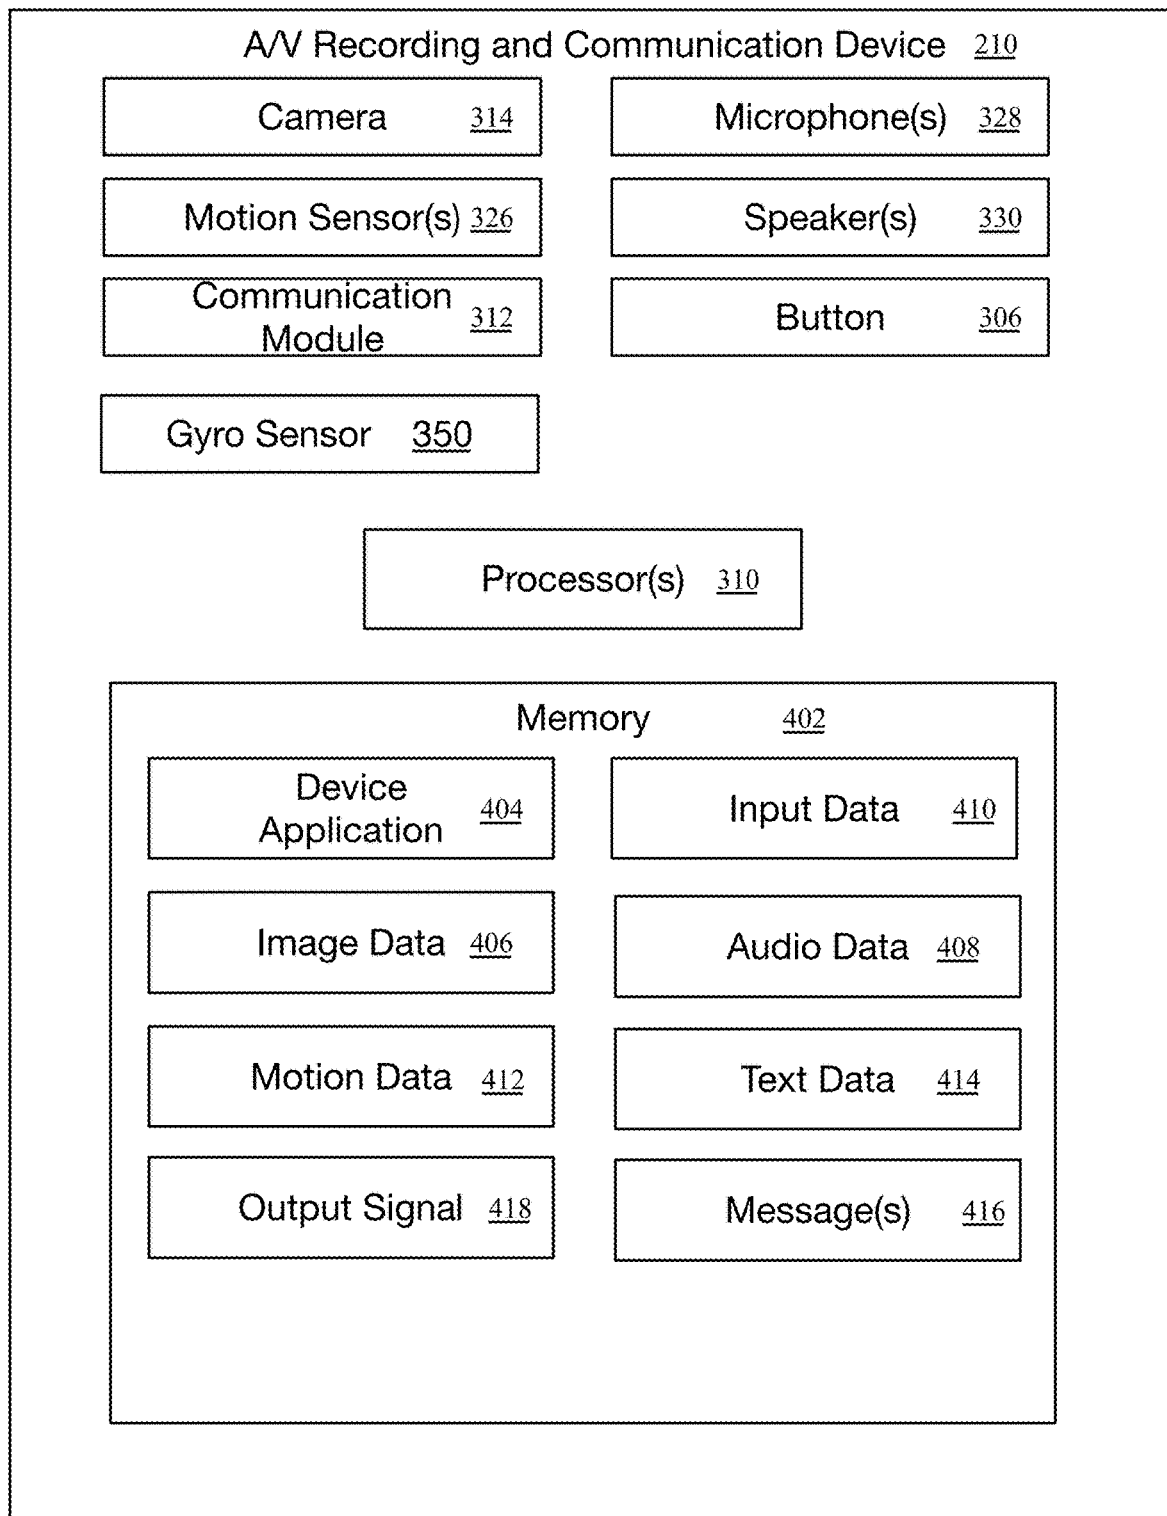 A/V Recording and Communication Device 210
Camera 314
Microphone(s) 328
Motion Sensor(s) 326
Speaker(s) 330
Communication
Module 312
Button 306
Gyro Sensor 350
Processor(s) 310
Memory 402
Device
Application 404
Input Data 410
Image Data 406
Audio Data 408
Motion Data 412
Text Data 414
Output Signal 418
Message(s) 416